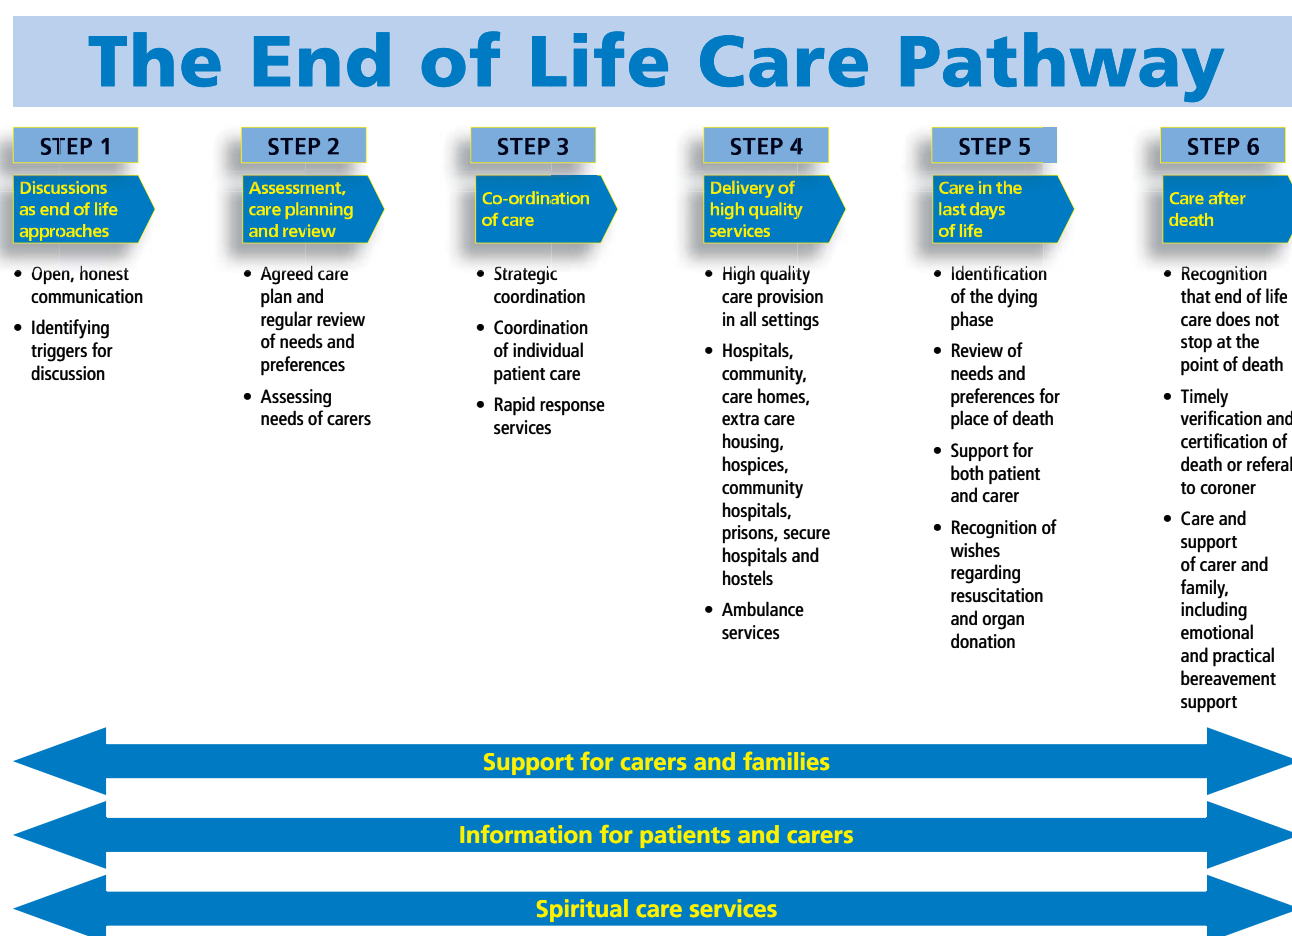 The End of Life Care Pathway
STEP 1
Discussions
as end of life
approaches
• Open, honest
communication
• Identifying
triggers for
discussion
STEP 2
Assessment,
care planning
and review
• Agreed care
plan and
regular review
of needs and
preferences
• Assessing
needs of carers
STEP 3
Co-ordination
of care
• Strategic
coordination
• Coordination
of individual
patient care
• Rapid response
services
STEP 4
Delivery of
high quality
services
• High quality
care provision
in all settings
• Hospitals,
community,
care homes,
extra care
housing,
hospices,
community
hospitals,
prisons, secure
hospitals and
hostels
• Ambulance
services
STEP 5
Care in the
last days
of life
• Identification
of the dying
phase
• Review of
needs and
preferences for
place of death
• Support for
both patient
and carer
• Recognition of
wishes
regarding
resuscitation
and organ
donation
STEP 6
Care after
death
• Recognition
that end of life
care does not
stop at the
point of death
• Timely
verification and
certification of
death or referal
to coroner
• Care and
support
of carer and
family,
including
emotional
and practical
bereavement
support
Support for carers and families
Information for patients and carers
Spiritual care services